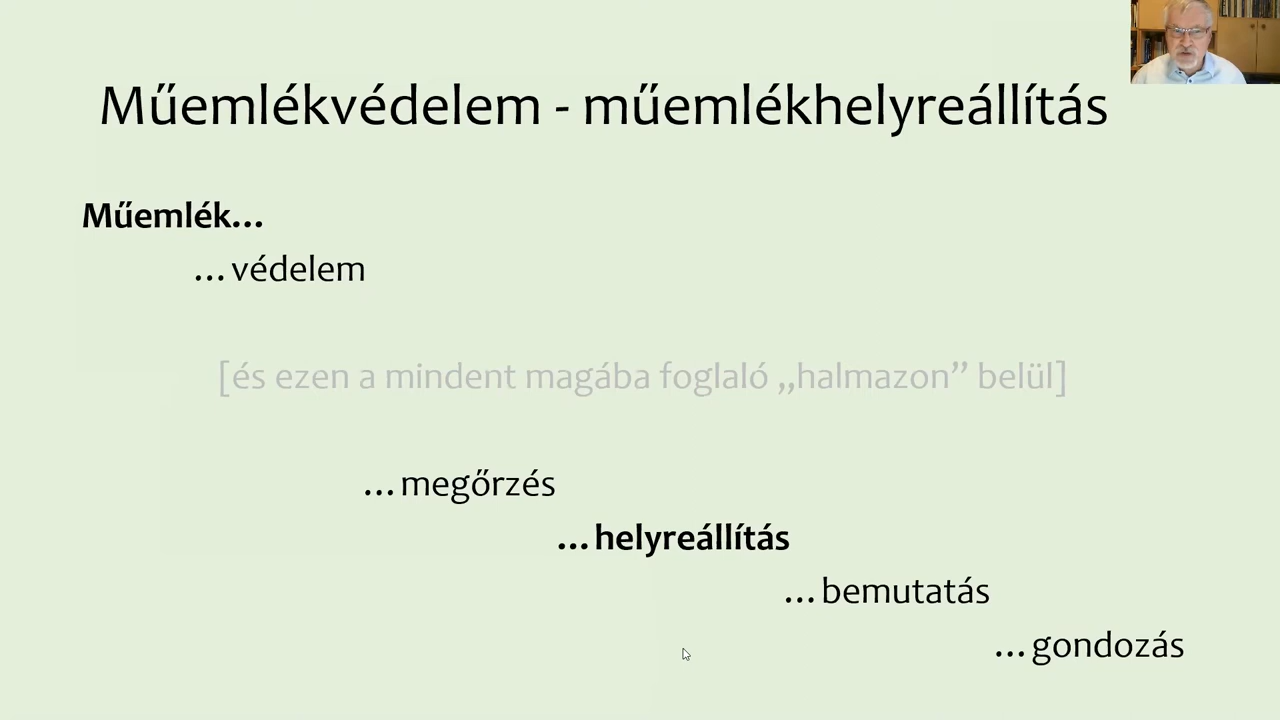 Műemlékvédelem - műemlékhelyreállítás
Műemlék...
...védelem
[és ezen a mindent magába foglaló „halmazon” belül]
...megőrzés
...helyreállítás
...bemutatás
...gondozás